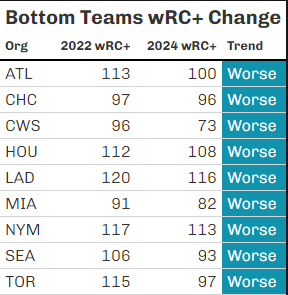 Bottom Teams wRC+ Change
Org 2022 wRC+ 2024 wRC+ Trend
ATL 113 100 Worse
CHC 97 96 Worse
CWS 96 73 Worse
HOU 112 108 Worse
LAD 120 116 Worse
MIA 91 82 Worse
NYM 117 113 Worse
SEA 106 93 Worse
TOR 115 97 Worse